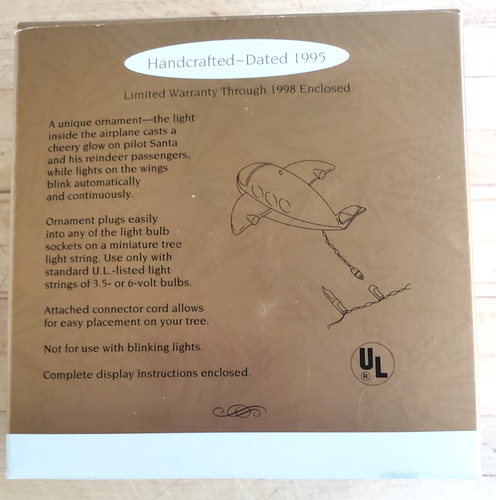 Handcrafted~Dated 1995
Limited Warranty Through 1998 Enclosed
A unique ornament—the light
inside the airplane casts a
cheery glow on pilot Santa
and his reindeer passengers,
while lights on the wings
blink automatically
and continuously.
Ornament plugs easily
into any of the light bulb
sockets on a miniature tree
light string. Use only with
standard U.L.-listed light
strings of 3.5- or 6-volt bulbs.
Attached connector cord allows
for easy placement on your tree.
Not for use with blinking lights.
Complete display instructions enclosed.
UL
®